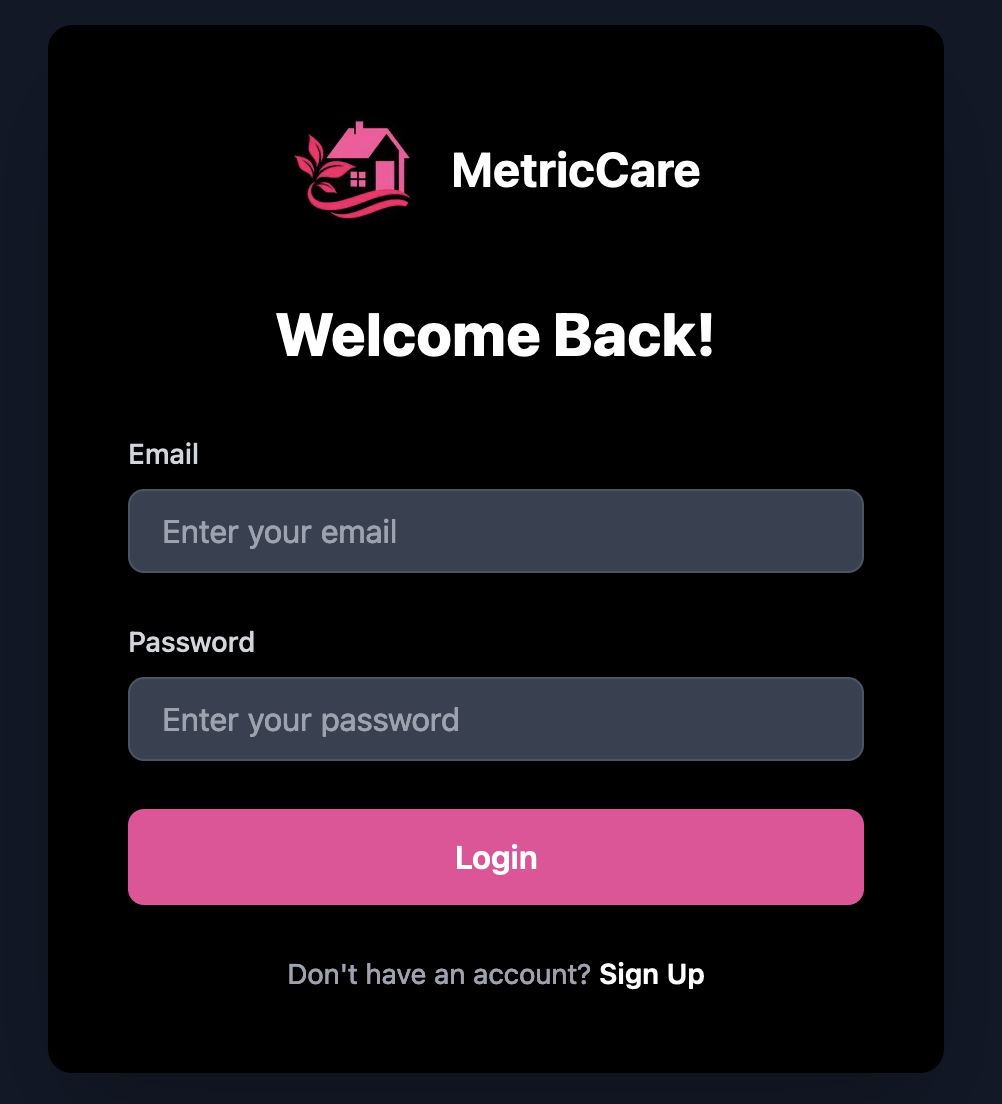 MetricCare
Welcome Back!
Email
Enter your email
Password
Enter your password
Login
Don't have an account? Sign Up